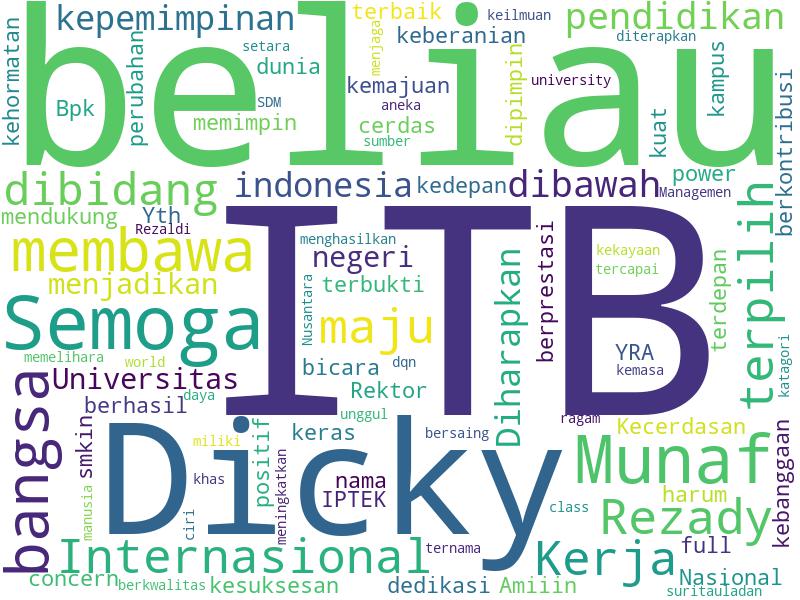 beliau
kepemimpinan
terbaik
keilmuan
pendidikan
setara
menjaga
keberanian
diterapkan
kehormatan
perubahan
dunia
kemajuan
dipimpin
university
kampus
Bpk
SDM
aneka
memimpin
cerdas
sumber
kuat
berkontribusi
dibidang
indonesia
kedepan
dibawah
power
Managemen
mendukung
Yth
Rezaldi
ITB
membawa
menghasilkan
negeri
berprestasi
kekayaan
tercapai
terpilih
menjadikan
Nusantara
terbukti
Diharapkan
terdepan
Semoga
maju
YRA
kemasa
memelihara
world
bicara
dqn
katagori
Universitas
daya
Rektor
berhasil
unggul
ragam
bangsa
smkin
Dicky
miliki
positif
keras
bersaing
Kecerdasan
kebanggaan
Munaf
manusia
khas
meningkatkan
nama
IPTEK
harum
ciri
class
Rezady
Internasional
ternama
Kerja
full
concern
berkwalitas
kesuksesan
dedikasi
Amiiin
Nasional
suritauladan